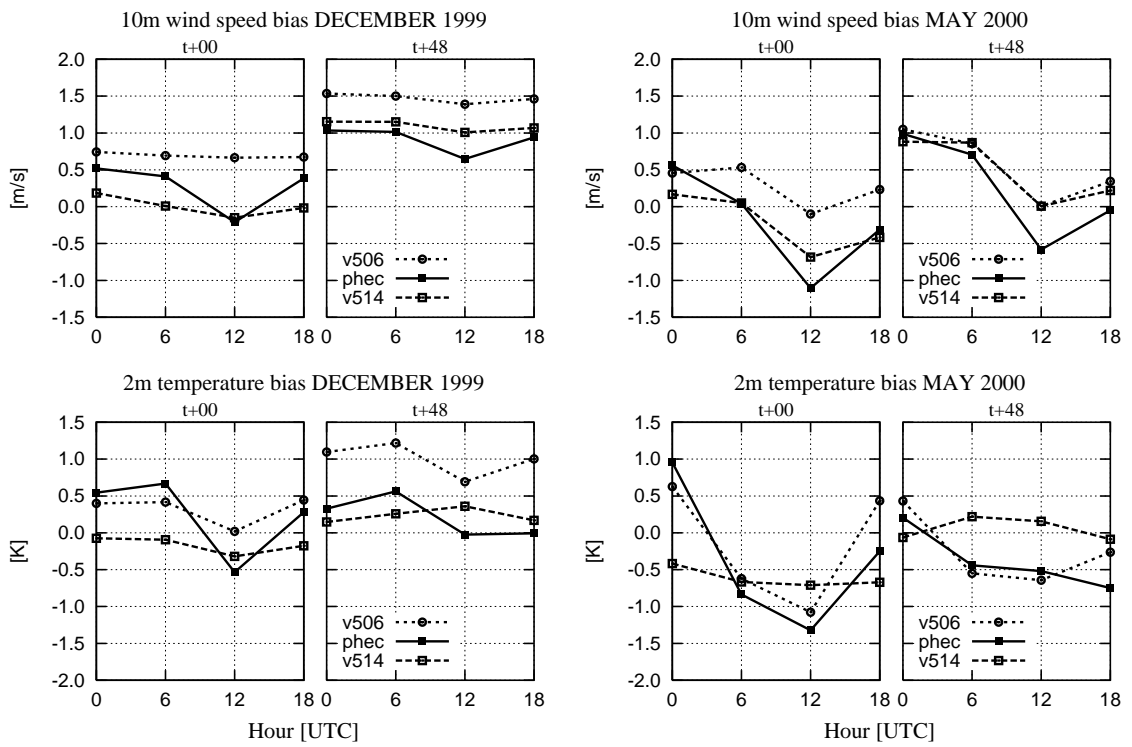 10m wind speed bias DECEMBER 1999
t+00 t+48
2.0
1.5
1.0
0.5
0.0
-0.5
-1.0
-1.5
[m/s]
v506
phec
v514
0 6 12 18 0 6 12 18
10m wind speed bias MAY 2000
t+00 t+48
2.0
1.5
1.0
0.5
0.0
-0.5
-1.0
-1.5
[m/s]
v506
phec
v514
0 6 12 18 0 6 12 18
2m temperature bias DECEMBER 1999
t+00 t+48
1.5
1.0
0.5
0.0
-0.5
-1.0
-1.5
-2.0
[K]
v506
phec
v514
0 6 12 18 0 6 12 18
Hour [UTC]
2m temperature bias MAY 2000
t+00 t+48
1.5
1.0
0.5
0.0
-0.5
-1.0
-1.5
-2.0
[K]
v506
phec
v514
0 6 12 18 0 6 12 18
Hour [UTC]